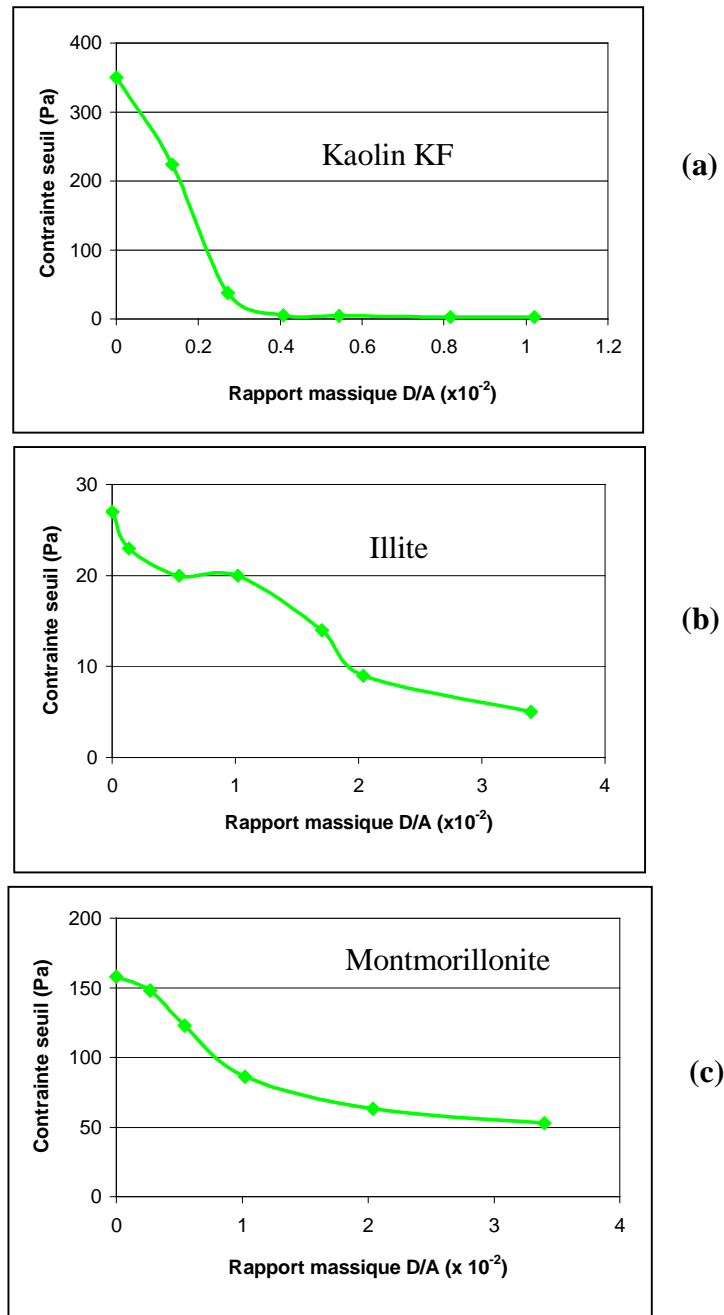 400
300
200
100
0
Contrainte seuil (Pa)
Kaolin KF
0 0.2 0.4 0.6 0.8 1 1.2
Rapport massique D/A (x10⁻²)
(a)
30
20
10
0
Contrainte seuil (Pa)
Illite
0 1 2 3 4
Rapport massique D/A (x10⁻²)
(b)
200
150
100
50
0
Contrainte seuil (Pa)
Montmorillonite
0 1 2 3 4
Rapport massique D/A (x 10⁻²)
(c)